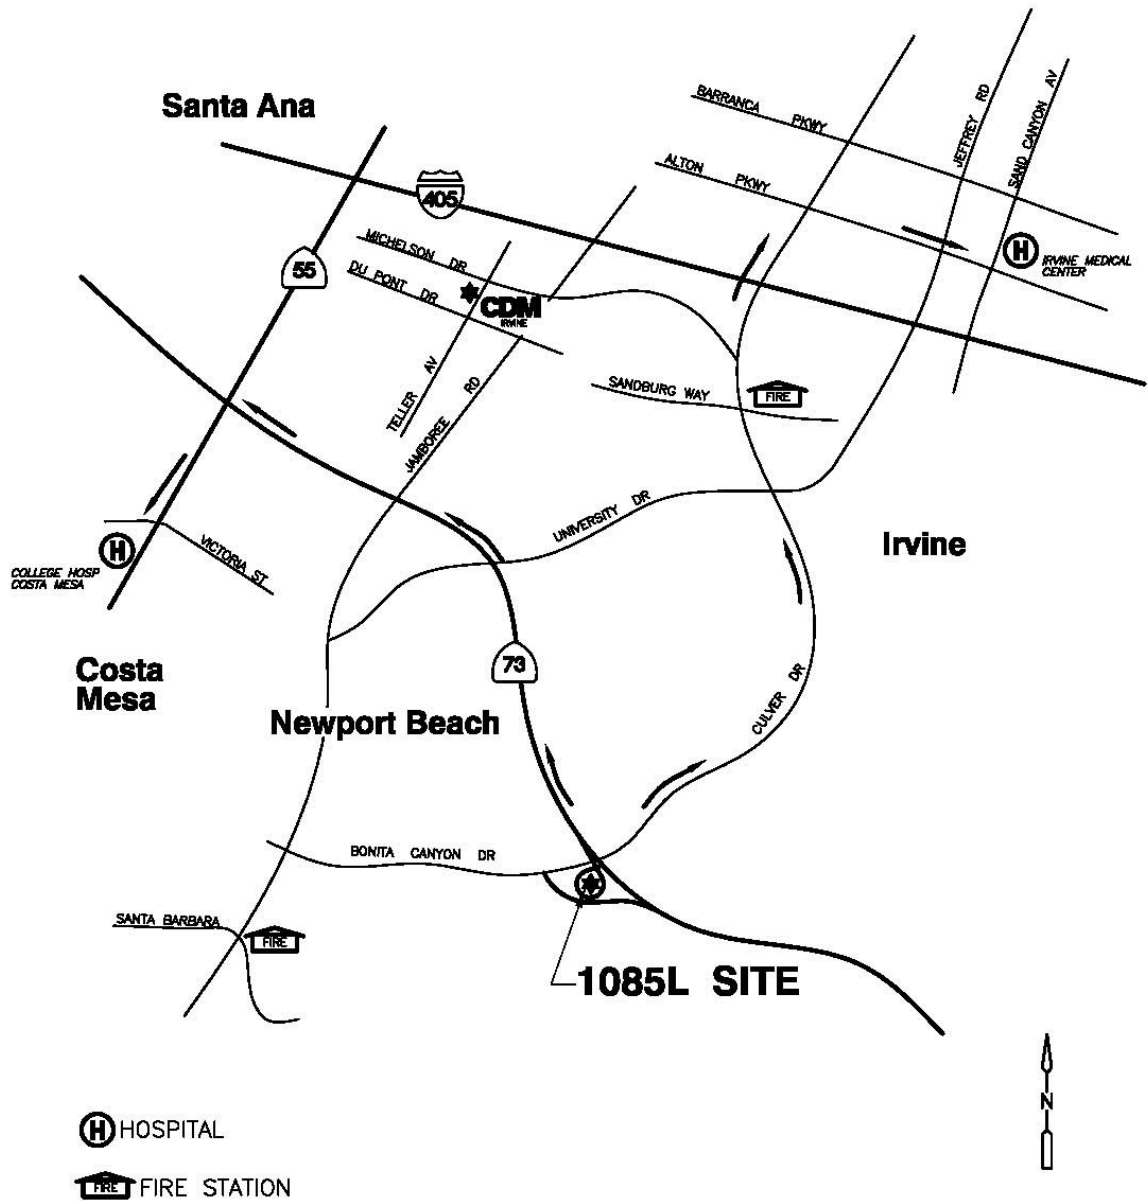 Santa Ana
BARRANCA PKWY
JEFFREY RD
SAND CANYON AV
ALTON PKWY
405
MICHELSON DR
55
DU PONT DR
IRVINE MEDICAL
CENTER
H
CDM
IRVINE
TELLER AV
JAMBOREE RD
SANDBURG WAY
FIRE
UNIVERSITY DR
Irvine
VICTORIA ST
H
COLLEGE HOSP
COSTA MESA
Costa
Mesa
73
CULVER DR
Newport Beach
BONITA CANYON DR
SANTA BARBARA
FIRE
1085L SITE
N
H HOSPITAL
FIRE FIRE STATION